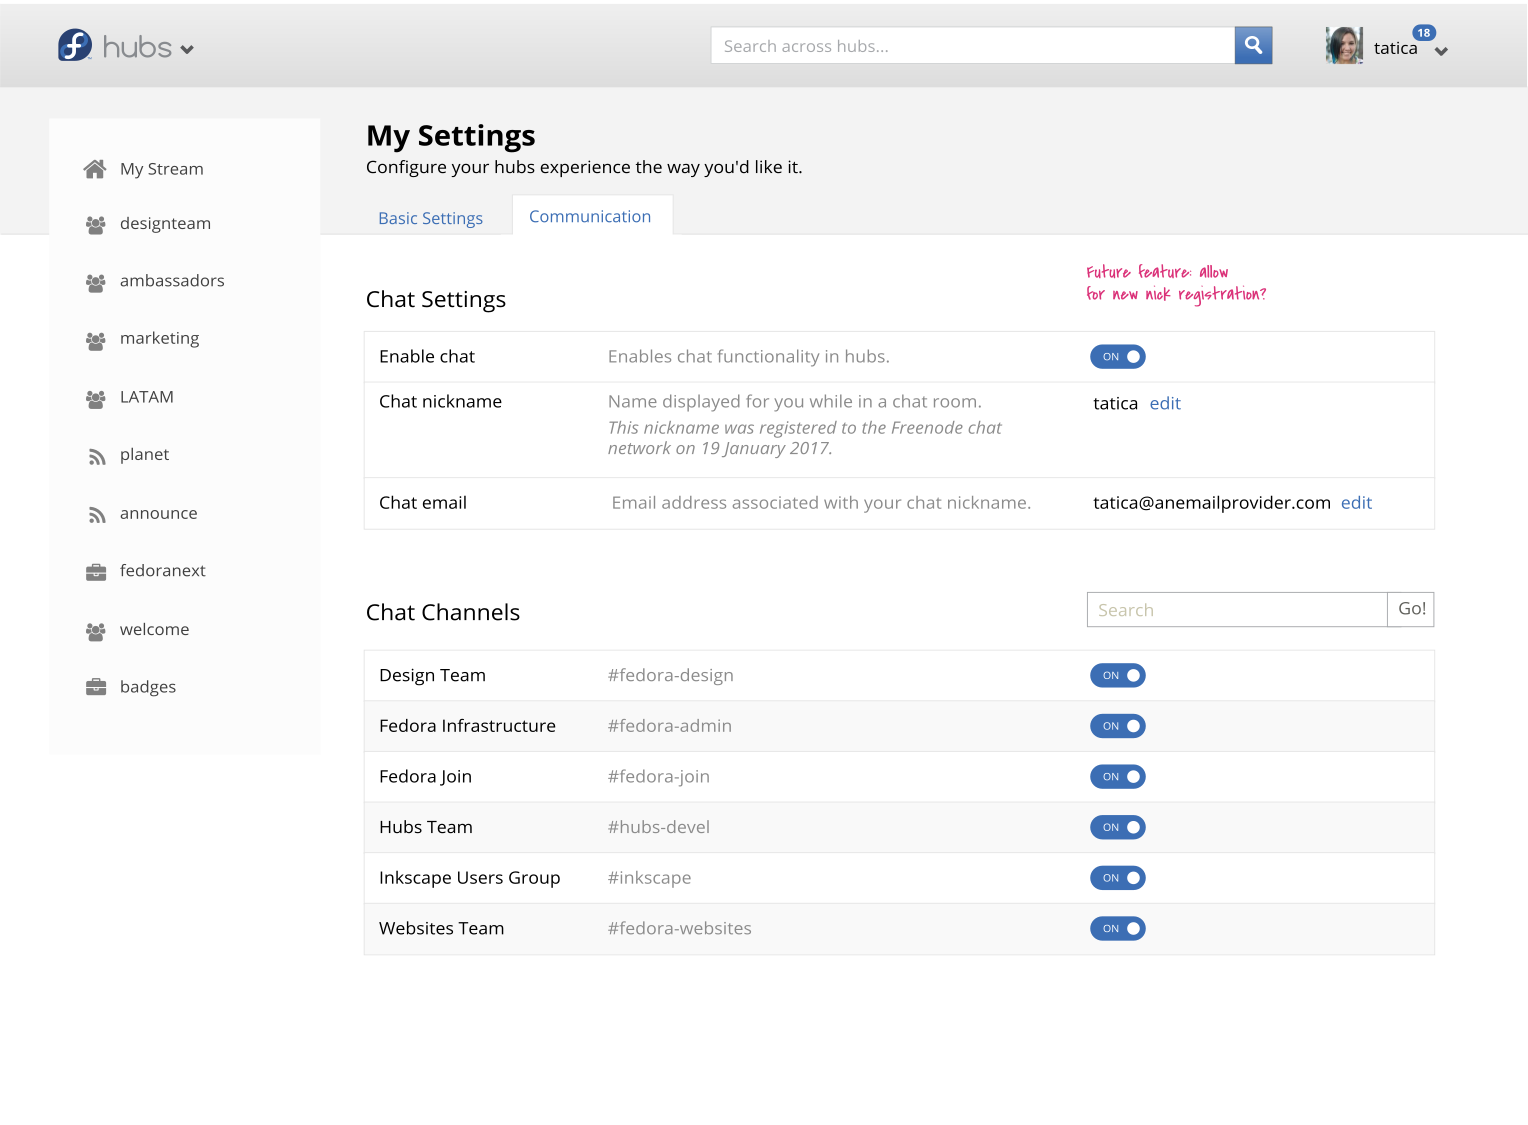 hubs
Search across hubs...
tatica
18
My Settings
Configure your hubs experience the way you'd like it.
Basic Settings
Communication
My Stream
designteam
ambassadors
marketing
LATAM
planet
announce
fedoranext
welcome
badges
Future feature: allow
for new nick registration?
Chat Settings
Enable chat
Enables chat functionality in hubs.
ON
Chat nickname
Name displayed for you while in a chat room.
This nickname was registered to the Freenode chat
network on 19 January 2017.
tatica edit
Chat email
Email address associated with your chat nickname.
tatica@anemailprovider.com edit
Chat Channels
Search
Go!
Design Team
#fedora-design
ON
Fedora Infrastructure
#fedora-admin
ON
Fedora Join
#fedora-join
ON
Hubs Team
#hubs-devel
ON
Inkscape Users Group
#inkscape
ON
Websites Team
#fedora-websites
ON